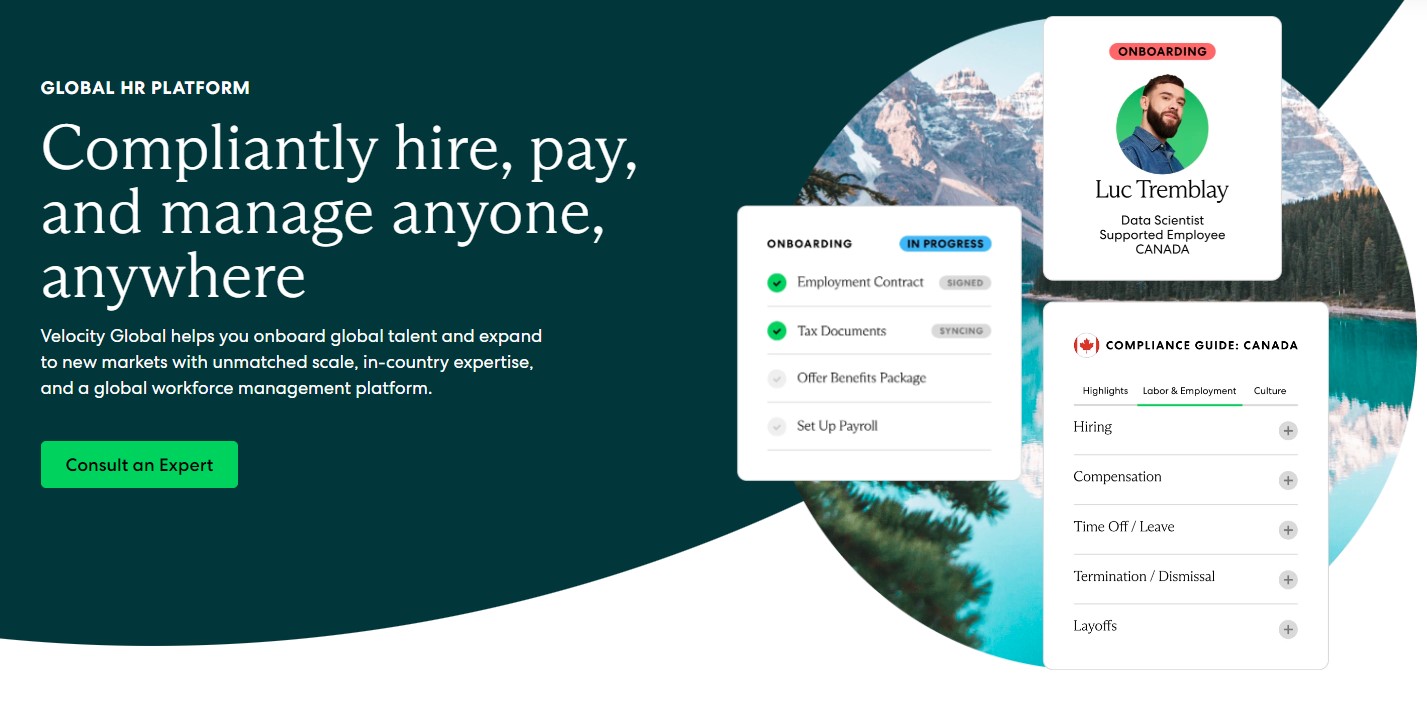 GLOBAL HR PLATFORM
Compliantly hire, pay,
and manage anyone,
anywhere
Velocity Global helps you onboard global talent and expand
to new markets with unmatched scale, in-country expertise,
and a global workforce management platform.
Consult an Expert
ONBOARDING IN PROGRESS
Employment Contract SIGNED
Tax Documents SYNCING
Offer Benefits Package
Set Up Payroll
ONBOARDING
Luc Tremblay
Data Scientist
Supported Employee
CANADA
COMPLIANCE GUIDE: CANADA
Highlights Labor & Employment Culture
Hiring
Compensation
Time Off / Leave
Termination / Dismissal
Layoffs